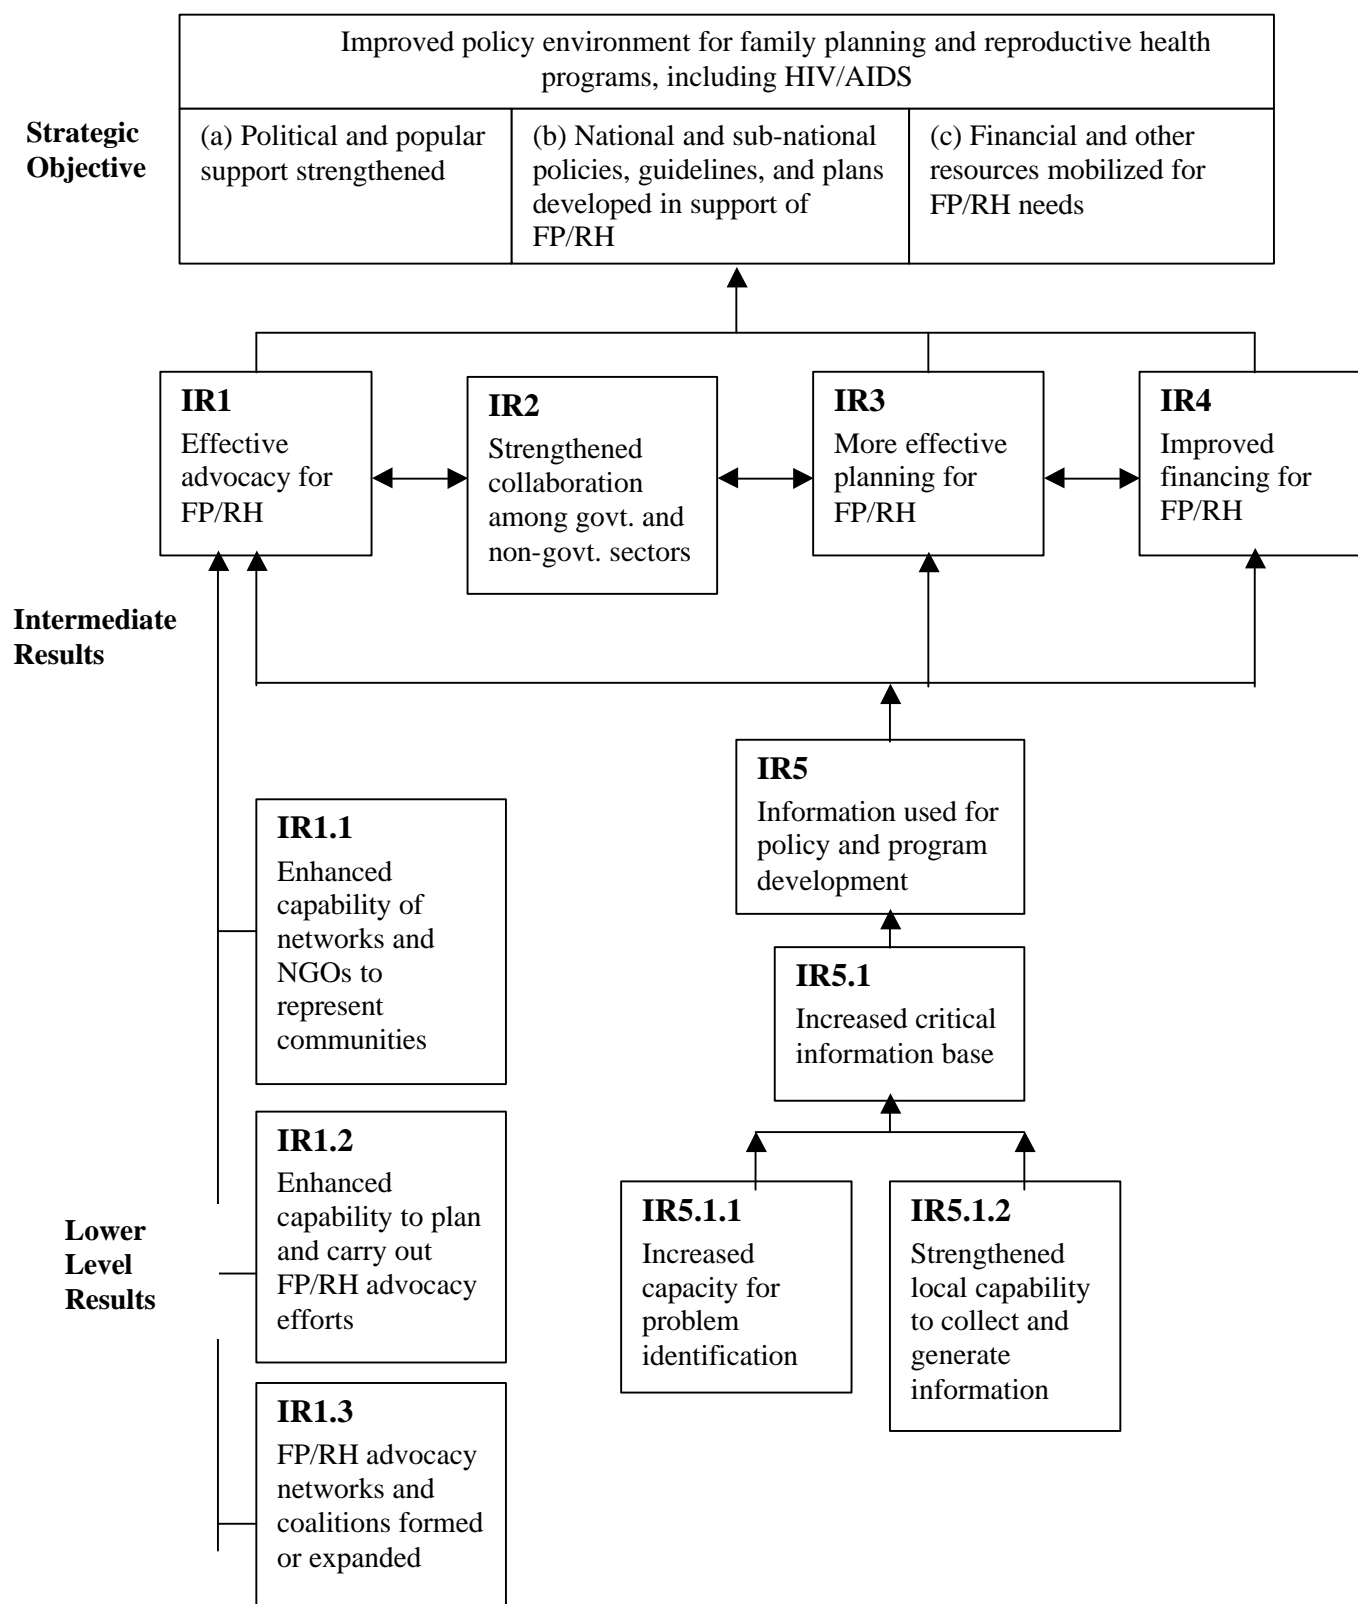 Improved policy environment for family planning and reproductive health
programs, including HIV/AIDS
Strategic
Objective
(a) Political and popular
support strengthened
(b) National and sub-national
policies, guidelines, and plans
developed in support of
FP/RH
(c) Financial and other
resources mobilized for
FP/RH needs
IR1
Effective
advocacy for
FP/RH
IR2
Strengthened
collaboration
among govt. and
non-govt. sectors
IR3
More effective
planning for
FP/RH
IR4
Improved
financing for
FP/RH
Intermediate
Results
IR5
Information used for
policy and program
development
IR1.1
Enhanced
capability of
networks and
NGOs to
represent
communities
IR5.1
Increased critical
information base
IR1.2
Enhanced
capability to plan
and carry out
FP/RH advocacy
efforts
Lower
Level
Results
IR5.1.1
Increased
capacity for
problem
identification
IR5.1.2
Strengthened
local capability
to collect and
generate
information
IR1.3
FP/RH advocacy
networks and
coalitions formed
or expanded